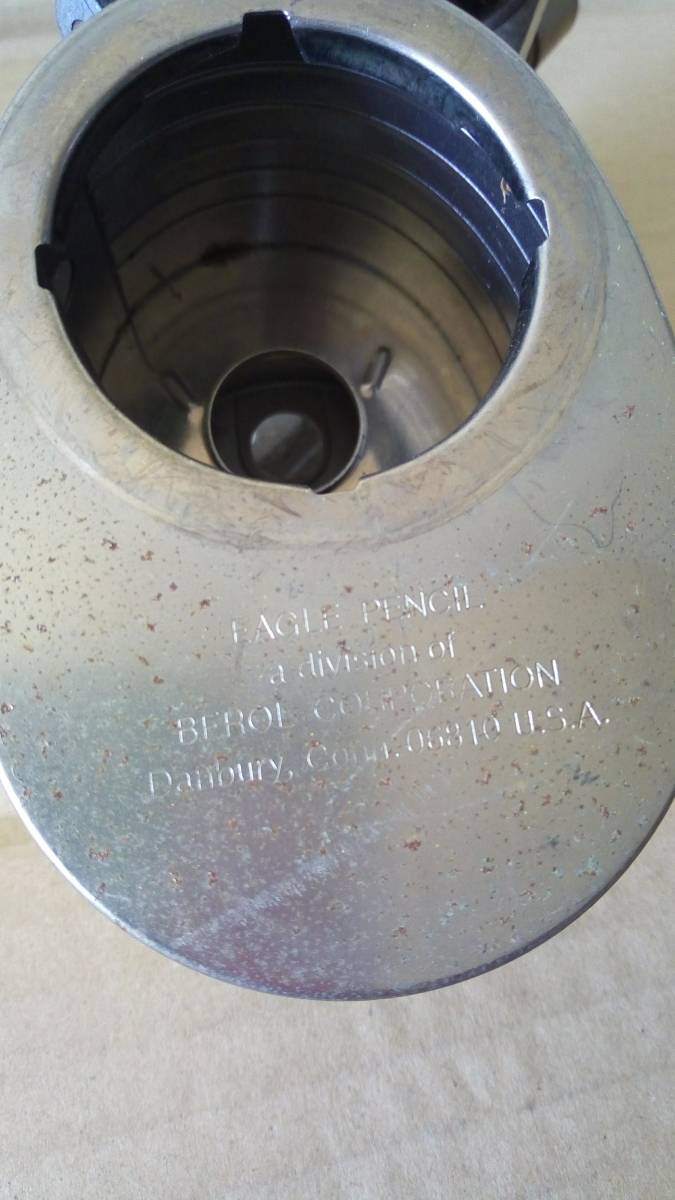 EAGLE PENCIL
a division of
BEROL CORPORATION
Danbury, Conn. 06810 U.S.A.